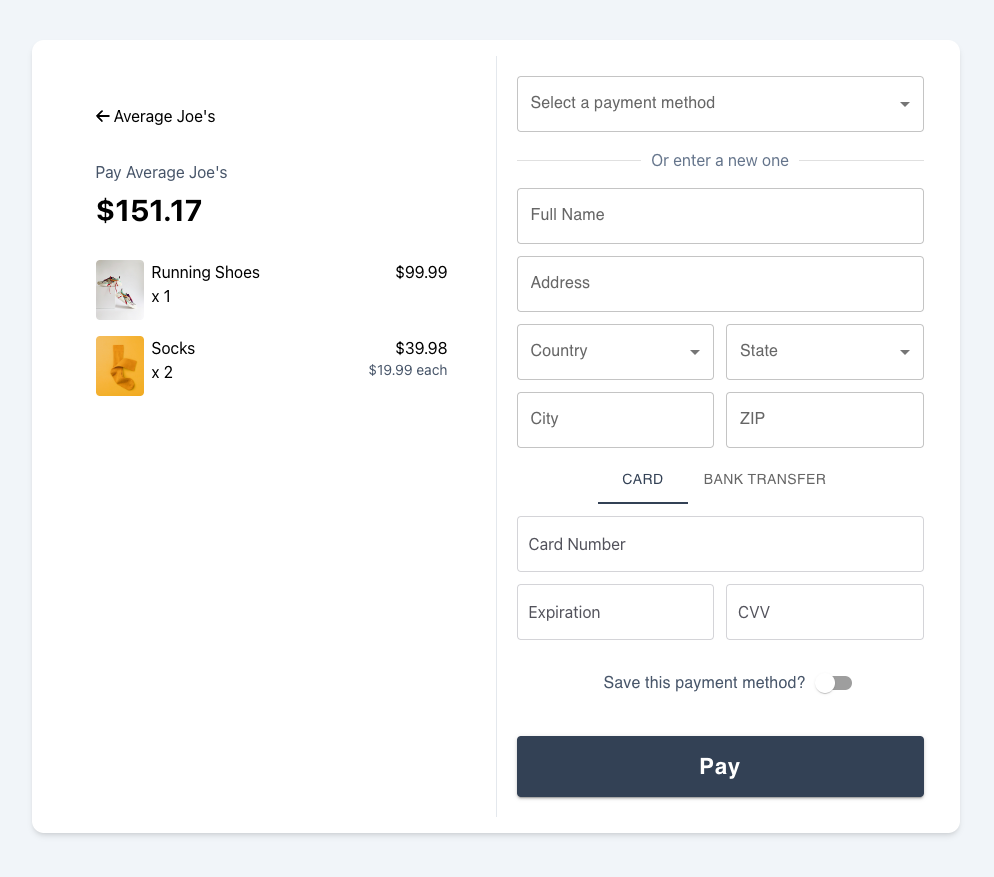 Average Joe's
Pay Average Joe's
$151.17
Running Shoes $99.99
x 1
Socks $39.98
x 2 $19.99 each
Select a payment method
Or enter a new one
Full Name
Address
Country State
City ZIP
CARD BANK TRANSFER
Card Number
Expiration CVV
Save this payment method?
Pay